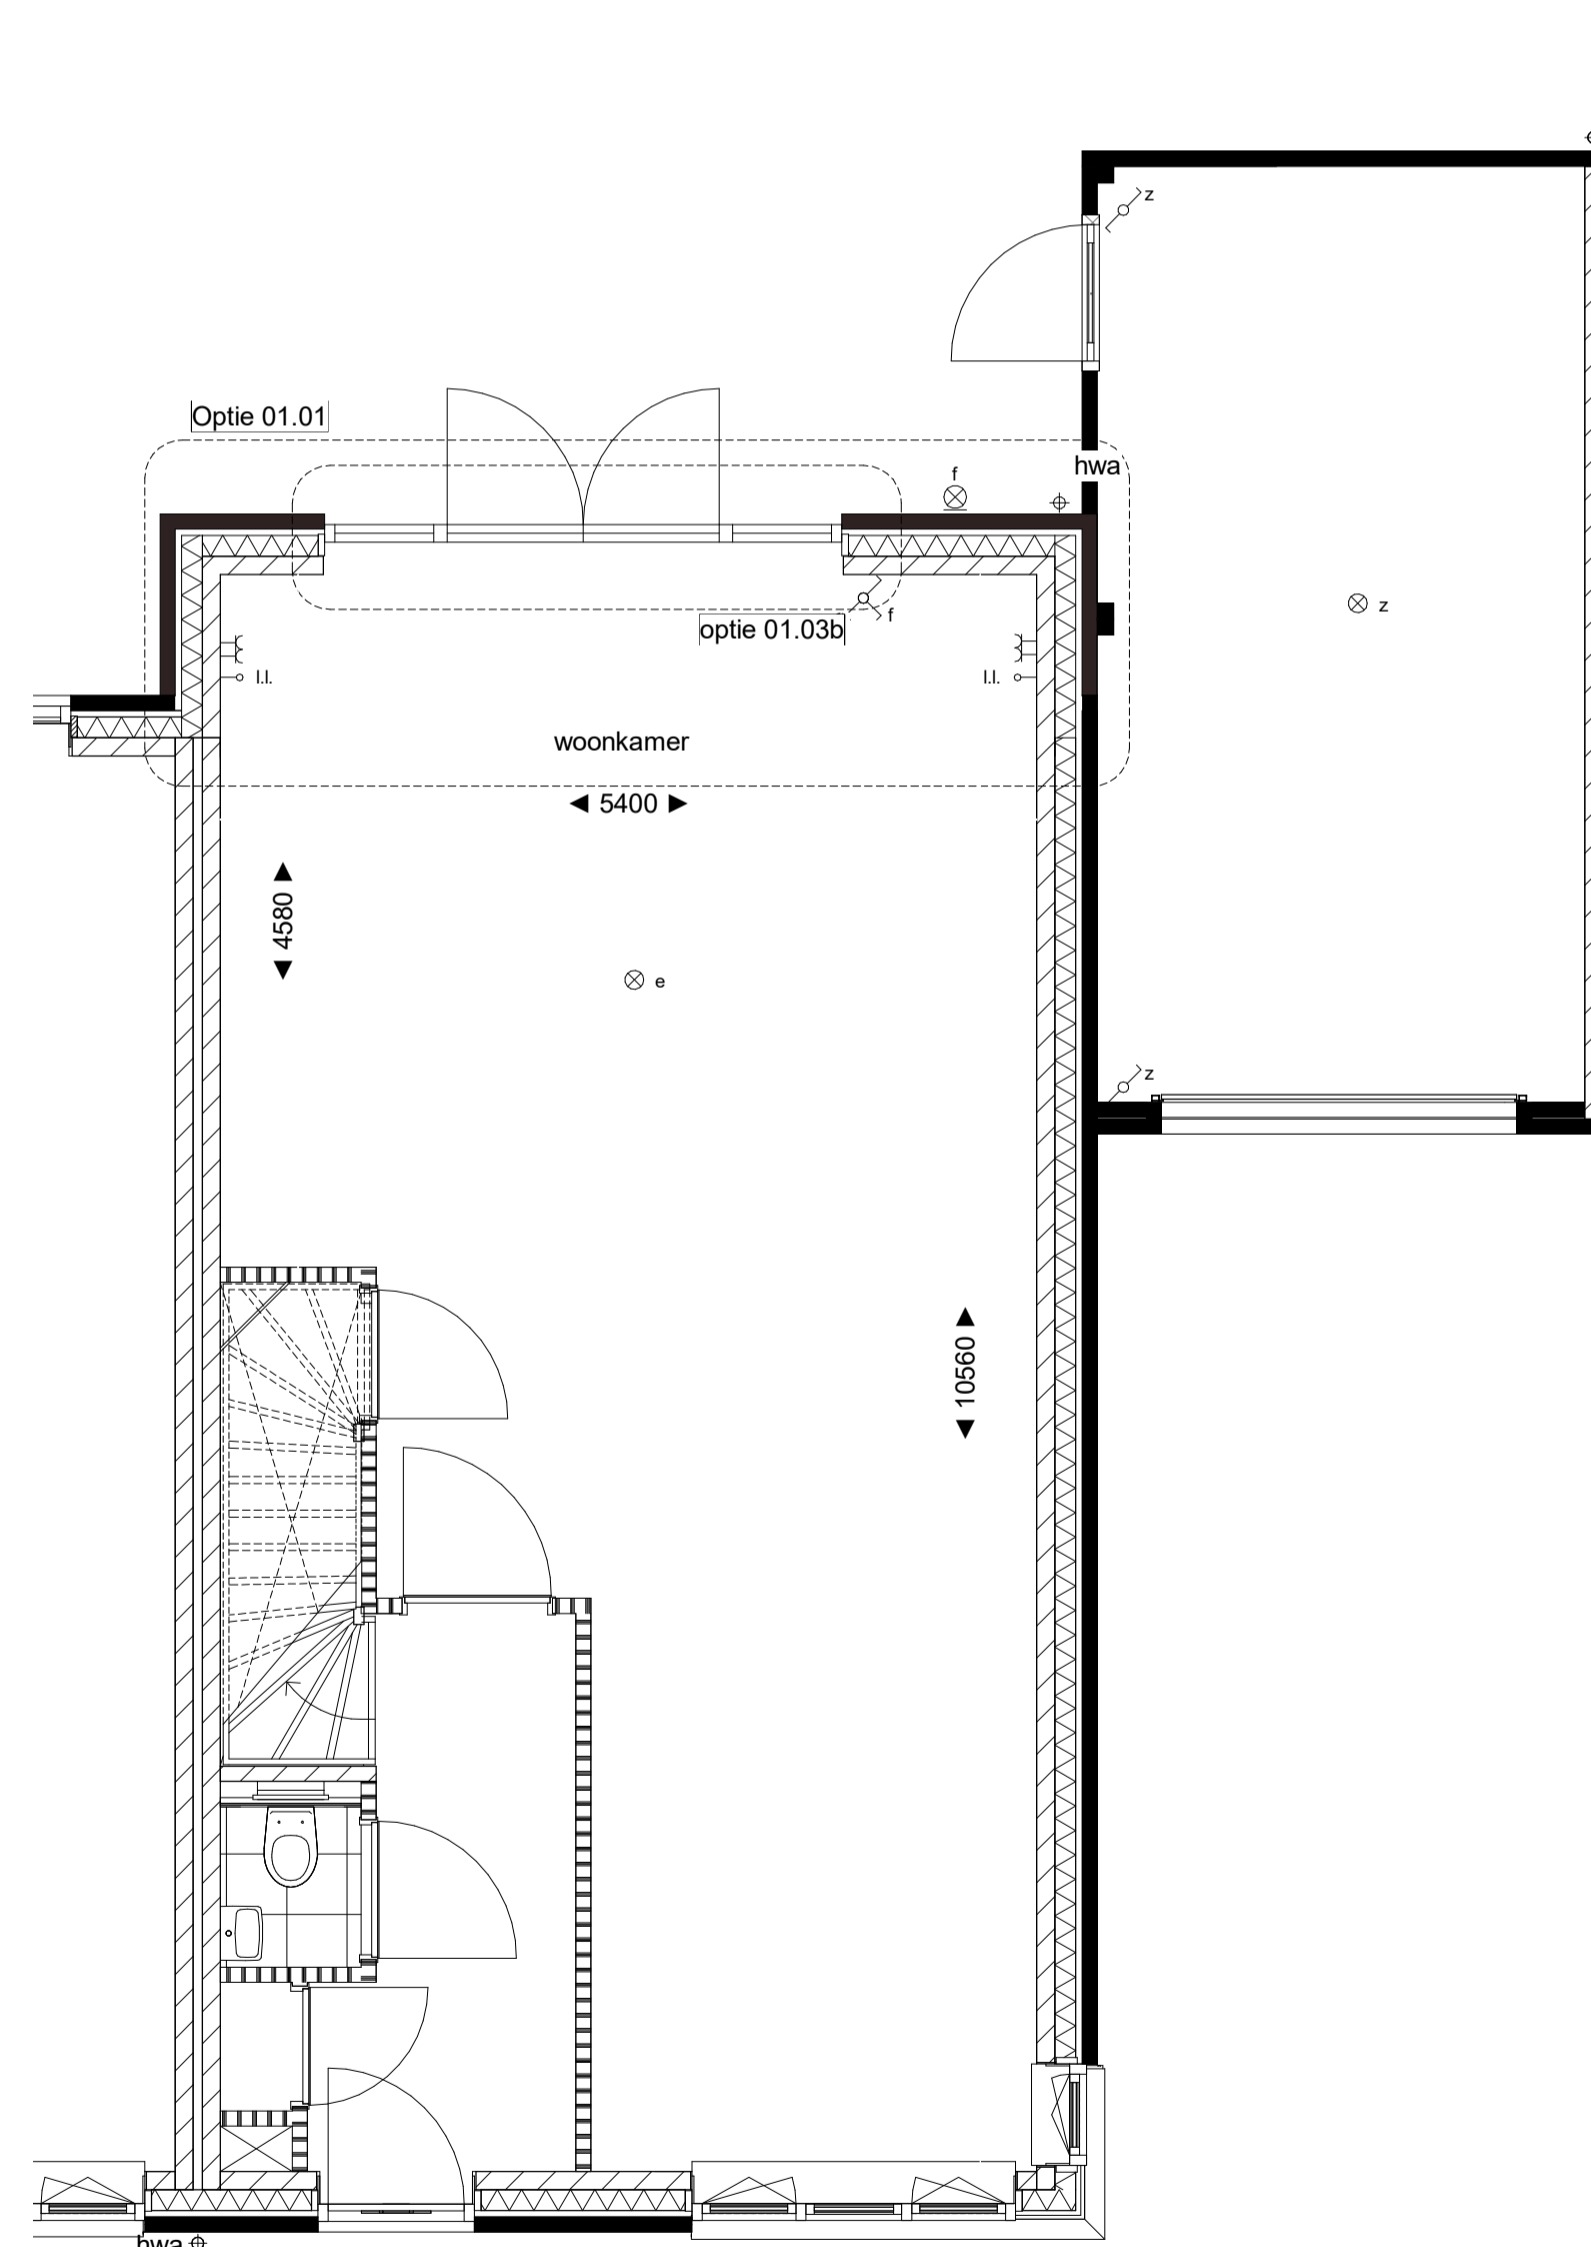 z
Optie 01.01
hwa
f
z
f
optie 01.03b
l.l.
l.l.
woonkamer
5400
4580
e
z
10560
hwa